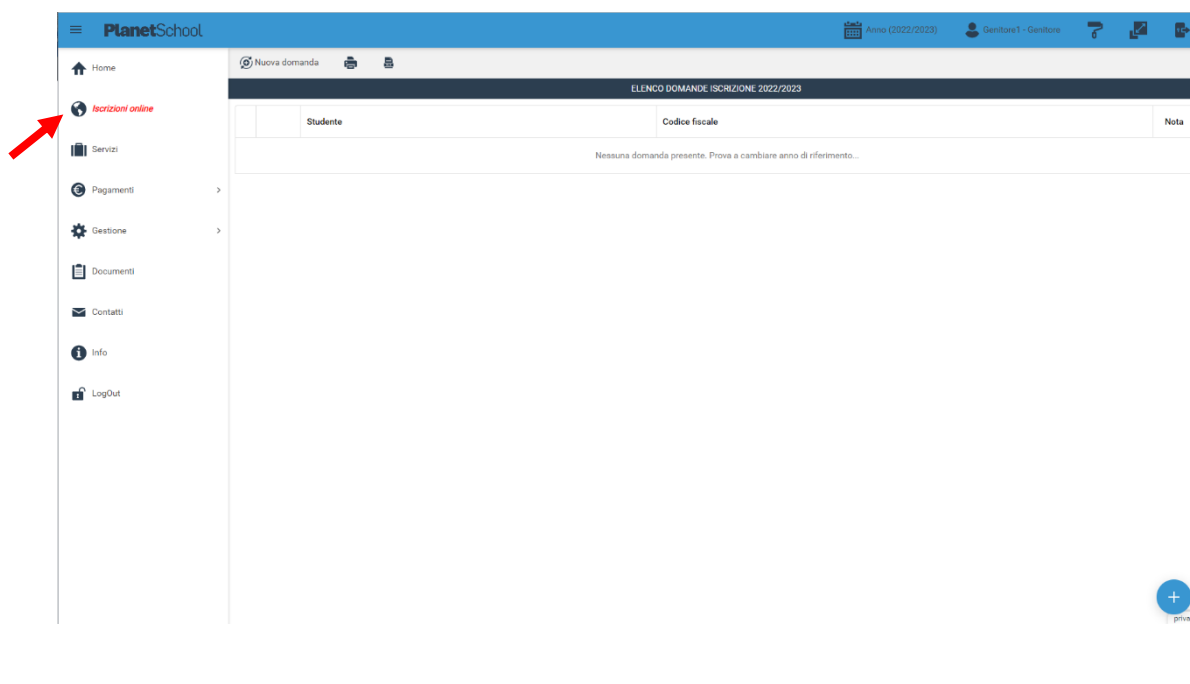 PlanetSchool
Anno (2022/2023)
Genitore1 - Genitore
Home
Iscrizioni online
Servizi
Pagamenti
Gestione
Documenti
Contatti
Info
LogOut
Nuova domanda
ELENCO DOMANDE ISCRIZIONE 2022/2023
Studente
Codice fiscale
Nota
Nessuna domanda presente. Prova a cambiare anno di riferimento...